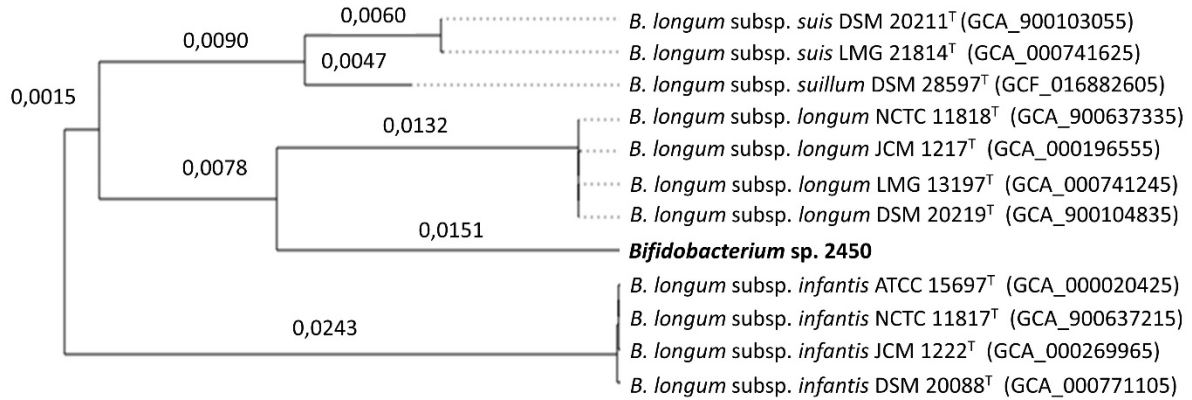 0,0060
B. longum subsp. suis DSM 20211ᵀ (GCA_900103055)
0,0090
B. longum subsp. suis LMG 21814ᵀ (GCA_000741625)
0,0047
B. longum subsp. suillum DSM 28597ᵀ (GCF_016882605)
0,0015
B. longum subsp. longum NCTC 11818ᵀ (GCA_900637335)
0,0132
B. longum subsp. longum JCM 1217ᵀ (GCA_000196555)
0,0078
B. longum subsp. longum LMG 13197ᵀ (GCA_000741245)
B. longum subsp. longum DSM 20219ᵀ (GCA_900104835)
0,0151
Bifidobacterium sp. 2450
B. longum subsp. infantis ATCC 15697ᵀ (GCA_000020425)
B. longum subsp. infantis NCTC 11817ᵀ (GCA_900637215)
0,0243
B. longum subsp. infantis JCM 1222ᵀ (GCA_000269965)
B. longum subsp. infantis DSM 20088ᵀ (GCA_000771105)